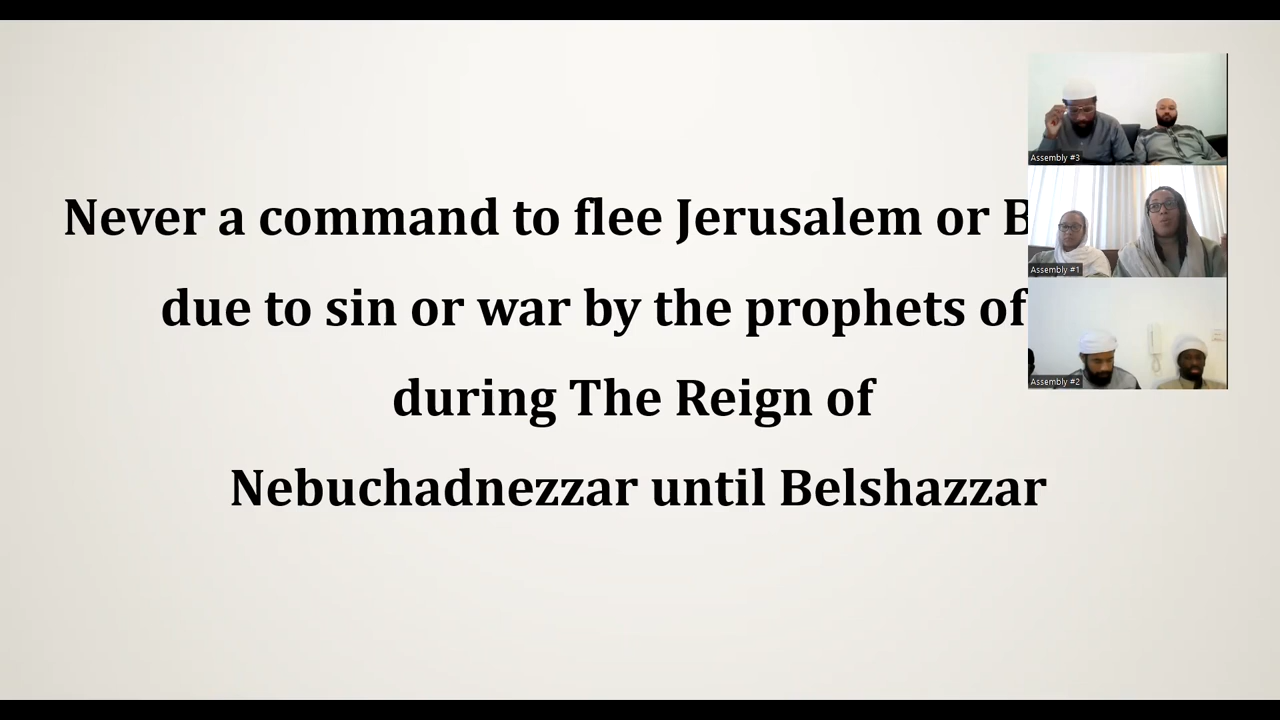 Never a command to flee Jerusalem or
due to sin or war by the prophets of
during The Reign of
Nebuchadnezzar until Belshazzar
Assembly #3
Assembly #1
Assembly #2